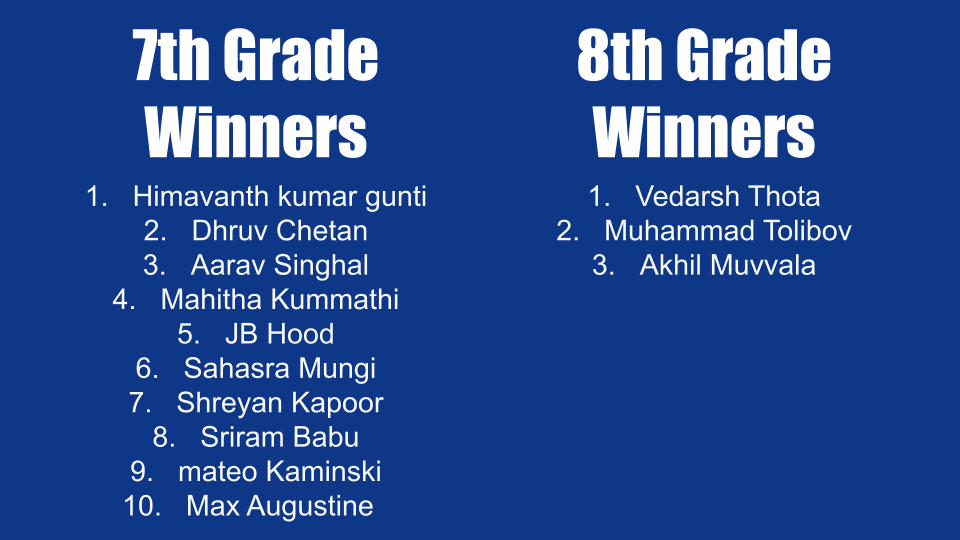 7th Grade
Winners
1. Himavanth kumar gunti
2. Dhruv Chetan
3. Aarav Singhal
4. Mahitha Kummathi
5. JB Hood
6. Sahasra Mungi
7. Shreyan Kapoor
8. Sriram Babu
9. mateo Kaminski
10. Max Augustine
8th Grade
Winners
1. Vedarsh Thota
2. Muhammad Tolibov
3. Akhil Muvvala